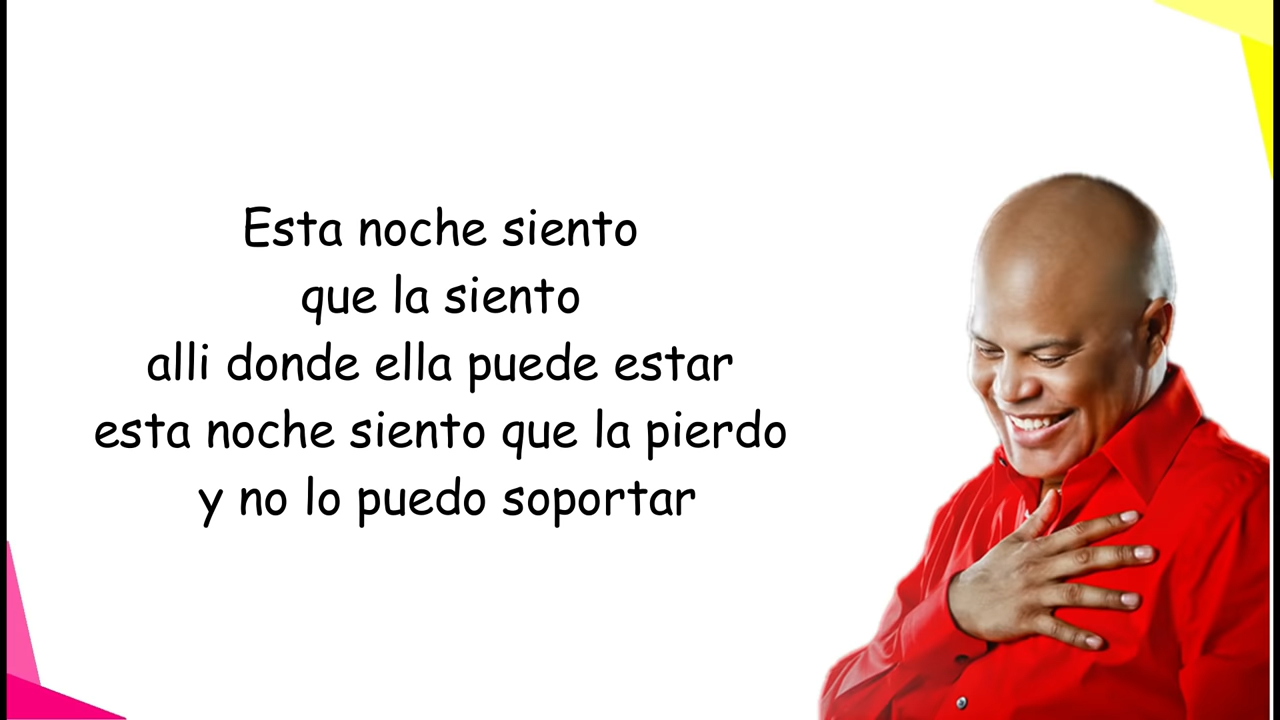 Esta noche siento
que la siento
alli donde ella puede estar
esta noche siento que la pierdo
y no lo puedo soportar